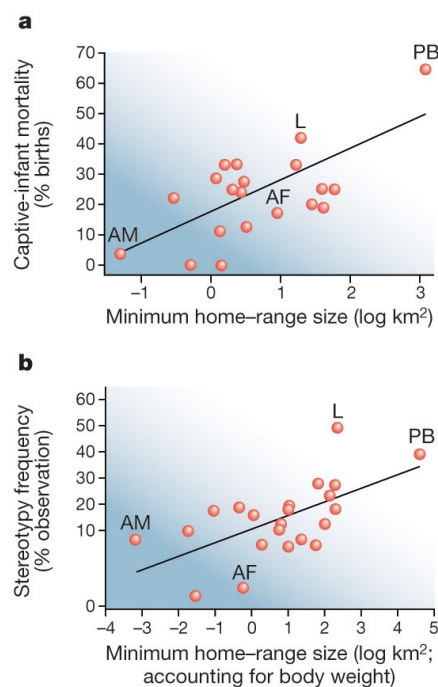 a
70
60
50
40
30
20
10
0
Captive-infant mortality
(% births)
PB
L
AF
AM
–1
0
1
2
3
Minimum home–range size (log km²)
b
60
50
40
30
20
10
0
Stereotypy frequency
(% observation)
L
PB
AM
AF
–4
–3
–2
–1
0
1
2
3
4
5
Minimum home–range size (log km²;
accounting for body weight)